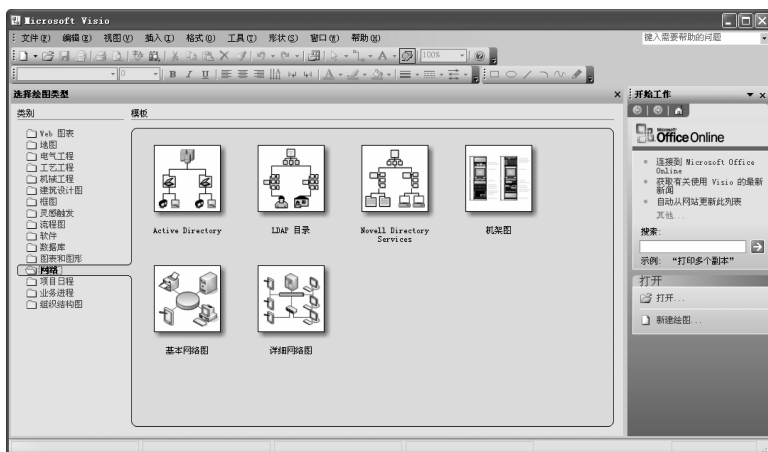 Microsoft Visio
文件(F) 编辑(E) 视图(V) 插入(I) 格式(O) 工具(T) 形状(S) 窗口(W) 帮助(H)
键入需要帮助的问题
100%
0
B I U
选择绘图类型
类别
模板
Web 图表
地图
电气工程
工艺工程
机械工程
建筑设计图
框图
灵感触发
流程图
软件
数据库
图表和图形
网络
项目日程
业务进程
组织结构图
Active Directory
LDAP 目录
Novell Directory
Services
机架图
基本网络图
详细网络图
开始工作
Microsoft
Office Online
连接到 Microsoft Office
Online
获取有关使用 Visio 的最新
新闻
自动从网站更新此列表
其他...
搜索:
示例: “打印多个副本”
打开
打开...
新建绘图...